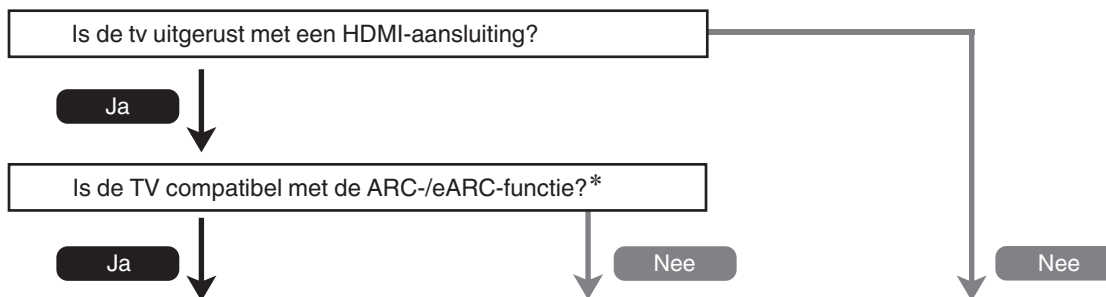 Is de tv uitgerust met een HDMI-aansluiting?
Ja
Is de TV compatibel met de ARC-/eARC-functie?*
Ja
Nee
Nee